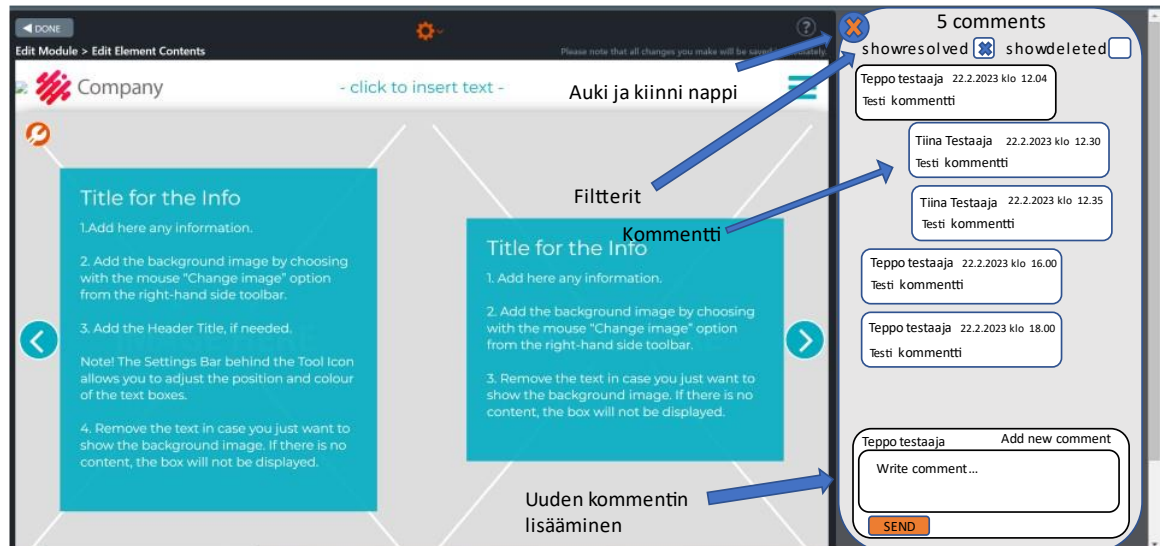 DONE
Edit Module > Edit Element Contents
?
Please note that all changes you make will be saved immediately.
Company
- click to insert text -
Auki ja kiinni nappi
Title for the Info
1.Add here any information.
2. Add the background image by choosing
with the mouse "Change image" option
from the right-hand side toolbar.
3. Add the Header Title, if needed.
Note! The Settings Bar behind the Tool Icon
allows you to adjust the position and colour
of the text boxes.
4. Remove the text in case you just want to
show the background image. If there is no
content, the box will not be displayed.
Filtterit
Kommentti
Title for the Info
1. Add here any information.
2. Add the background image by choosing
with the mouse "Change image" option
from the right-hand side toolbar.
3. Remove the text in case you just want to
show the background image. If there is no
content, the box will not be displayed.
Uuden kommentin
lisääminen
5 comments
showresolved showdeleted
Teppo testaaja 22.2.2023 klo 12.04
Testi kommentti
Tiina Testaaja 22.2.2023 klo 12.30
Testi kommentti
Tiina Testaaja 22.2.2023 klo 12.35
Testi kommentti
Teppo testaaja 22.2.2023 klo 16.00
Testi kommentti
Teppo testaaja 22.2.2023 klo 18.00
Testi kommentti
Teppo testaaja Add new comment
Write comment...
SEND